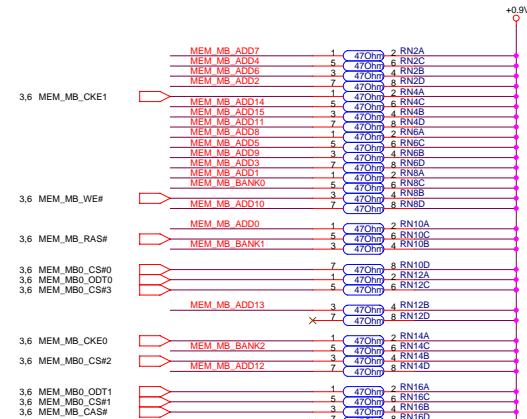 +0.9V
MEM_MB_ADD7 1 47Ohm 2 RN2A
MEM_MB_ADD4 5 47Ohm 6 RN2C
MEM_MB_ADD6 3 47Ohm 4 RN2B
MEM_MB_ADD2 7 47Ohm 8 RN2D
3,6 MEM_MB_CKE1 1 47Ohm 2 RN4A
MEM_MB_ADD14 5 47Ohm 6 RN4C
MEM_MB_ADD15 3 47Ohm 4 RN4B
MEM_MB_ADD11 7 47Ohm 8 RN4D
MEM_MB_ADD8 1 47Ohm 2 RN6A
MEM_MB_ADD5 5 47Ohm 6 RN6C
MEM_MB_ADD9 3 47Ohm 4 RN6B
MEM_MB_ADD3 7 47Ohm 8 RN6D
MEM_MB_ADD1 1 47Ohm 2 RN8A
MEM_MB_BANK0 5 47Ohm 6 RN8C
3,6 MEM_MB_WE# 3 47Ohm 4 RN8B
MEM_MB_ADD10 7 47Ohm 8 RN8D
MEM_MB_ADD0 1 47Ohm 2 RN10A
3,6 MEM_MB_RAS# 5 47Ohm 6 RN10C
MEM_MB_BANK1 3 47Ohm 4 RN10B
3,6 MEM_MB0_CS#0 7 47Ohm 8 RN10D
3,6 MEM_MB0_ODT0 1 47Ohm 2 RN12A
3,6 MEM_MB0_CS#3 5 47Ohm 6 RN12C
MEM_MB_ADD13 3 47Ohm 4 RN12B
7 47Ohm 8 RN12D
3,6 MEM_MB_CKE0 1 47Ohm 2 RN14A
MEM_MB_BANK2 5 47Ohm 6 RN14C
3,6 MEM_MB0_CS#2 3 47Ohm 4 RN14B
MEM_MB_ADD12 7 47Ohm 8 RN14D
3,6 MEM_MB0_ODT1 1 47Ohm 2 RN16A
3,6 MEM_MB0_CS#1 5 47Ohm 6 RN16C
3,6 MEM_MB_CAS# 3 47Ohm 4 RN16B
7 47Ohm 8 RN16D